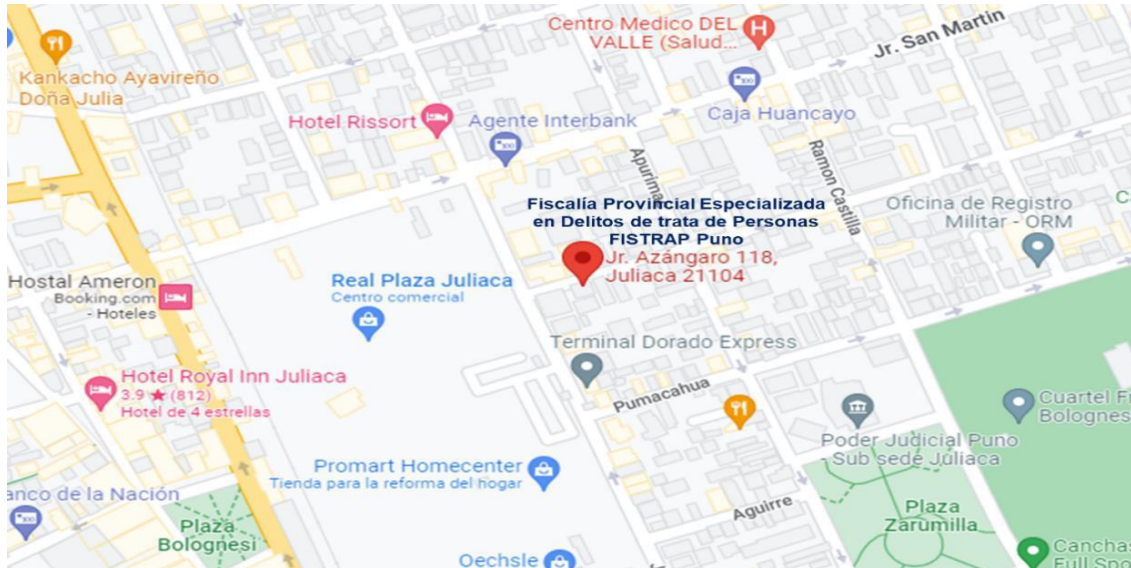 Centro Medico DEL
VALLE (Salud...
Jr. San Martin
Kankacho Ayavireño
Doña Julia
Hotel Rissort
Agente Interbank
Caja Huancayo
Ramon Castilla
Fiscalía Provincial Especializada
en Delitos de trata de Personas
FISTRAP Puno
Jr. Azángaro 118,
Juliaca 21104
Oficina de Registro
Militar - ORM
Hostal Ameron
Booking.com
- Hoteles
Real Plaza Juliaca
Centro comercial
Terminal Dorado Express
Hotel Royal Inn Juliaca
3.9 ★ (812)
Hotel de 4 estrellas
Pumacahua
Poder Judicial Puno
- Sub sede Juliaca
Cuartel
Bolognes
Promart Homecenter
Tienda para la reforma del hogar
anco de la Nación
Plaza
Bolognesi
Aguirre
Plaza
Zarumilla
Oechsle
Canchas
Full Spo